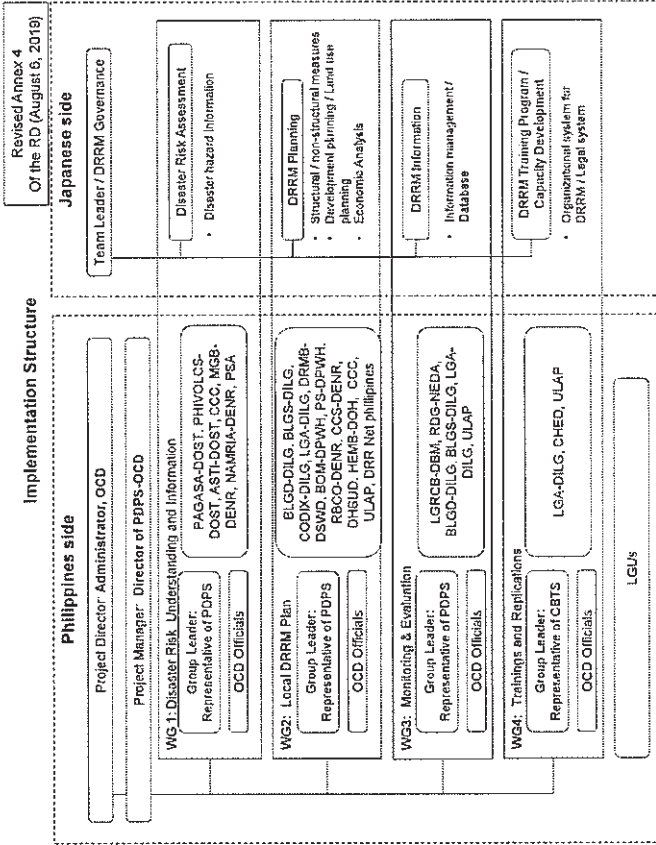 Revised Annex 4
Of the RD (August 6, 2019)
Implementation Structure
Philippines side
Project Director Administrator, OCD
Project Manager Director of PDPS-OCD
WG 1: Disaster Risk Understanding and Information
Group Leader:
Representative of PDPS
OCD Officials
PAGASA-DOST, PHIVOLCS-
DOST, ASTI-DOST, CCC, MGB-
DENR, NAMRIA-DENR, PSA
WG2: Local DRRM Plan
Group Leader:
Representative of PDPS
OCD Officials
BLGD-DILG, BLGS-DILG,
CODIX-DILG, LGA-DILG, DRMB-
DSWD, BOM-DPWH, PS-DPWH,
RBCO-DENR, CCS-DENR,
DHSUD, HEMB-DOH, CCC,
ULAP, DRR Net phillipines
WG3: Monitoring & Evaluation
Group Leader:
Representative of PDPS
OCD Officials
LGRCB-DBM, RDG-NEDA,
BLGD-DILG, BLGS-DILG, LGA-
DILG, ULAP
WG4: Trainings and Replications
Group Leader:
Representative of CBTS
OCD Officials
LGA-DILG, CHED, ULAP
LGUs
Japanese side
Team Leader / DRRM Governance
Disaster Risk Assessment
• Disaster hazard Information
DRRM Planning
• Structural / non-structural measures
• Development planning / Land use
planning
• Economic Analysis
DRRM Information
• Information management /
Database
DRRM Training Program /
Capacity Development
• Organizational system for
DRRM / Legal system